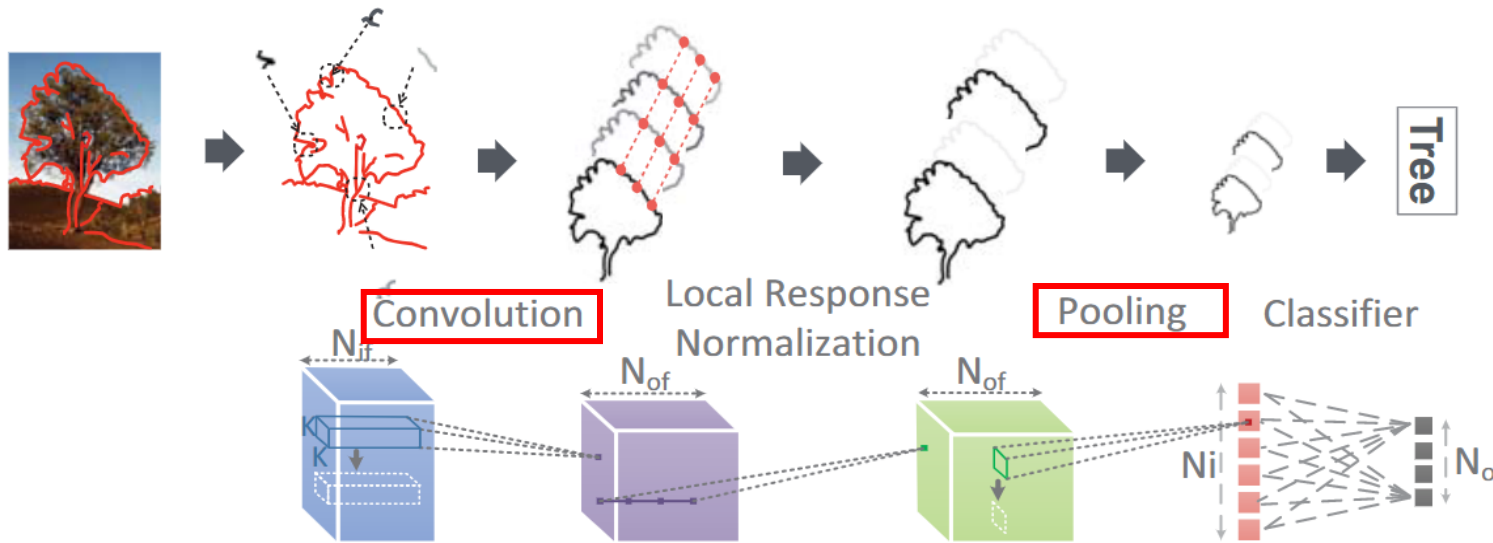 Tree
Convolution
Local Response
Normalization
Pooling
Classifier
Nif
Nof
Nof
K
K
Ni
No